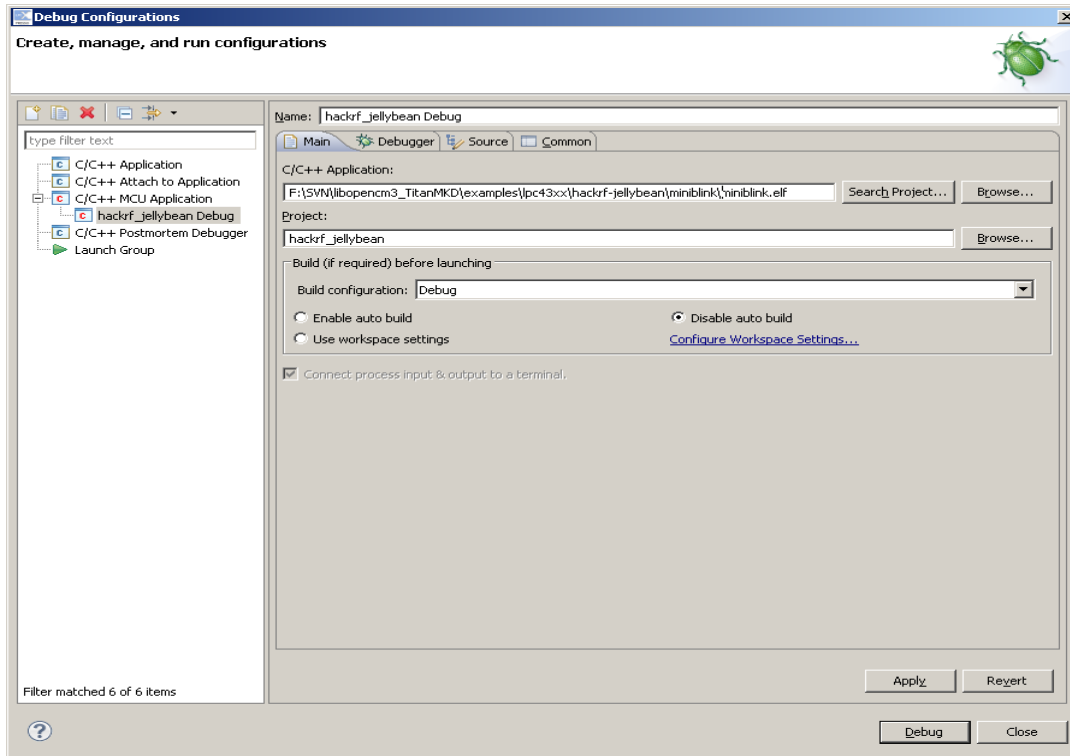 Debug Configurations
Create, manage, and run configurations
type filter text
C/C++ Application
C/C++ Attach to Application
C/C++ MCU Application
hackrf_jellybean Debug
C/C++ Postmortem Debugger
Launch Group
Filter matched 6 of 6 items
Name: hackrf_jellybean Debug
Main Debugger Source Common
C/C++ Application:
F:\SVN\libopencm3_TitanMKD\examples\lpc43xx\hackrf-jellybean\miniblink\miniblink.elf Search Project... Browse...
Project:
hackrf_jellybean Browse...
Build (if required) before launching
Build configuration: Debug
Enable auto build Disable auto build
Use workspace settings Configure Workspace Settings...
Connect process input & output to a terminal.
Apply Revert
Debug Close